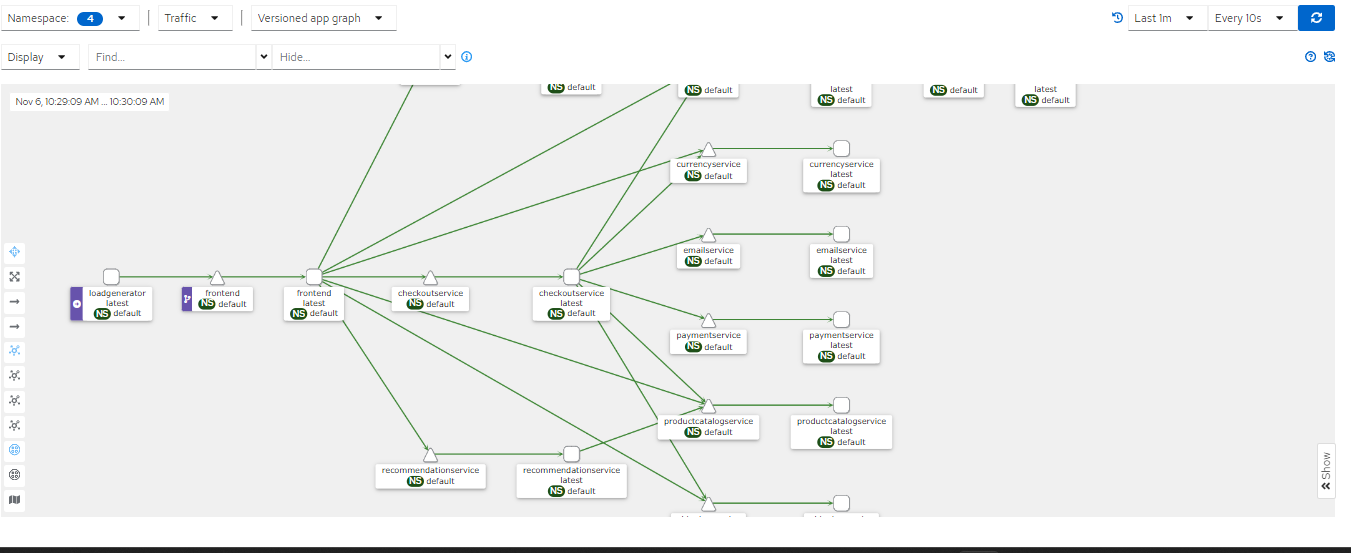 Namespace: 4
Traffic
Versioned app graph
Last 1m
Every 10s
Display
Find...
Hide...
Nov 6, 10:29:09 AM ... 10:30:09 AM
NS default
NS default
latest
NS default
NS default
latest
NS default
currencyservice
NS default
currencyservice
latest
NS default
emailservice
NS default
emailservice
latest
NS default
loadgenerator
latest
NS default
frontend
NS default
frontend
latest
NS default
checkoutservice
NS default
checkoutservice
latest
NS default
paymentservice
NS default
paymentservice
latest
NS default
productcatalogservice
NS default
productcatalogservice
latest
NS default
recommendationservice
NS default
recommendationservice
latest
NS default
Show